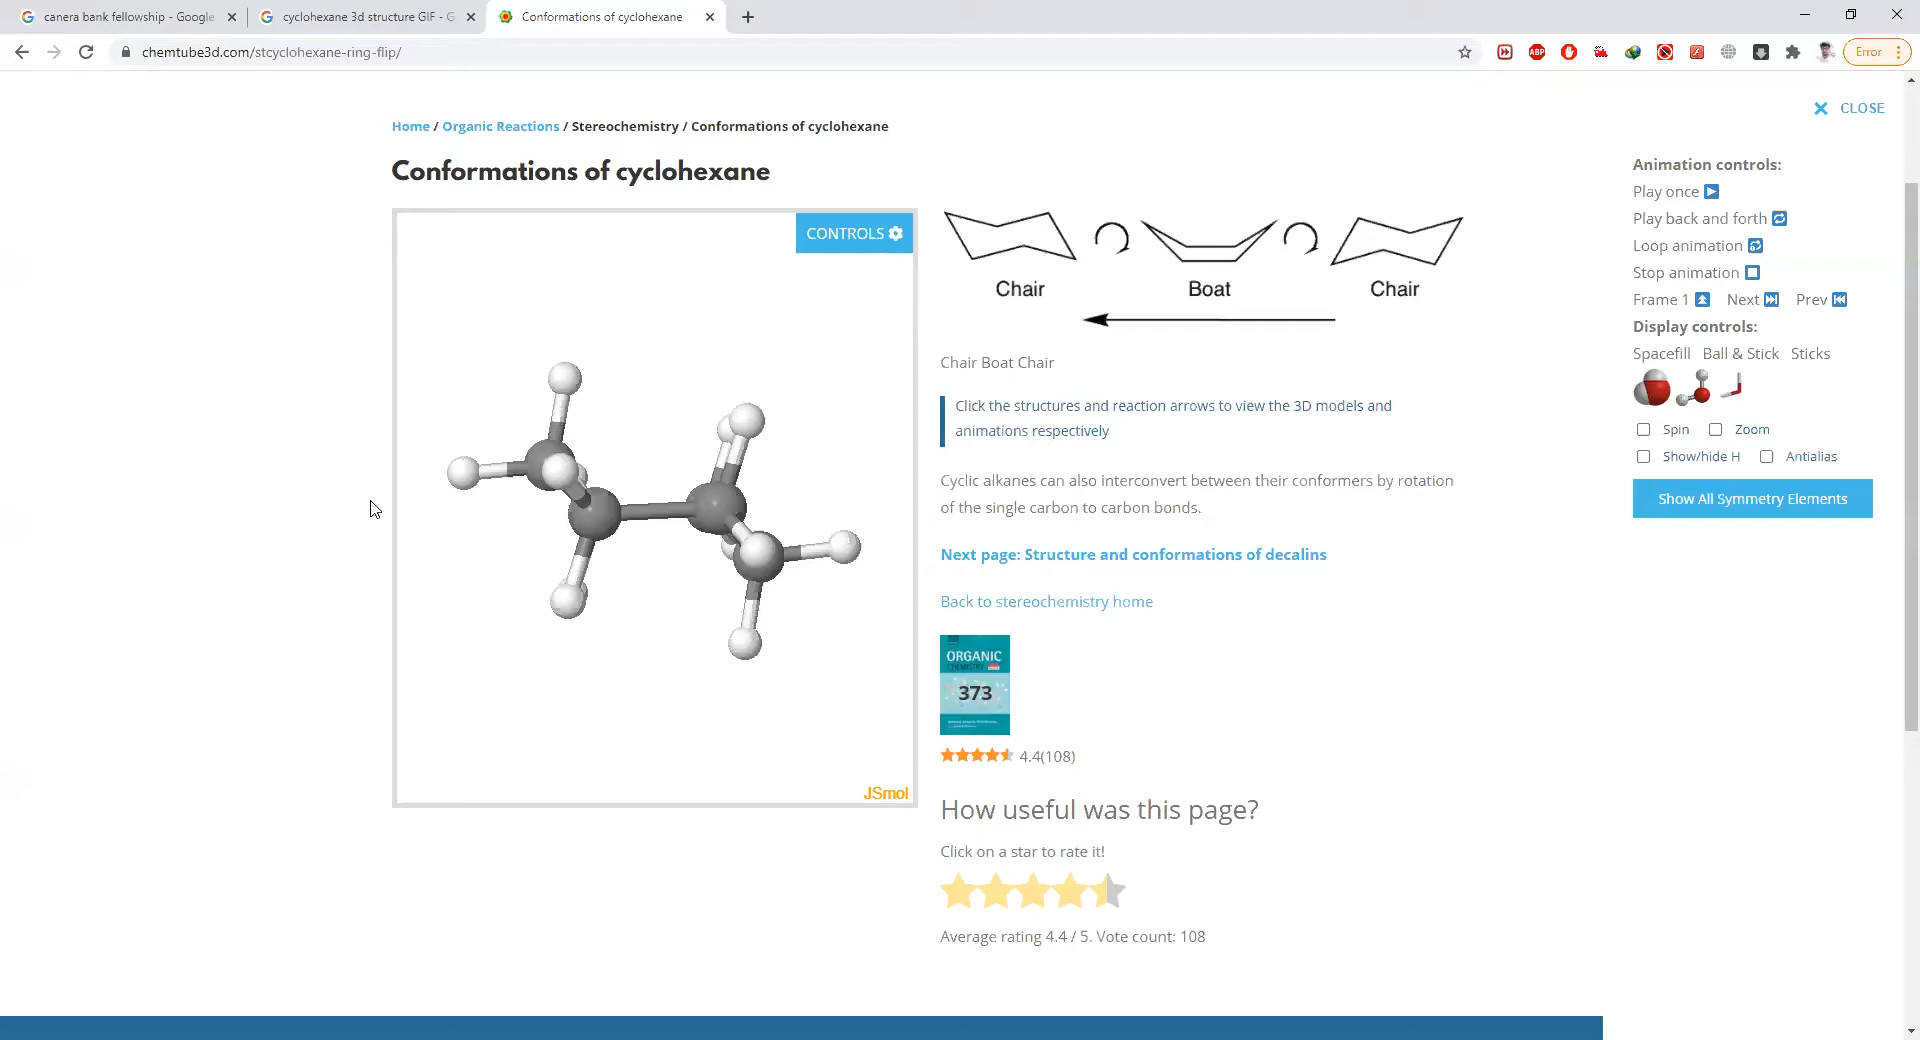 canera bank fellowship - Google
cyclohexane 3d structure GIF - G
Conformations of cyclohexane
chemtube3d.com/stcyclohexane-ring-flip/
ABP
Error
CLOSE
Home / Organic Reactions / Stereochemistry / Conformations of cyclohexane
Conformations of cyclohexane
CONTROLS
JSmol
Chair
Boat
Chair
Chair Boat Chair
Click the structures and reaction arrows to view the 3D models and
animations respectively
Cyclic alkanes can also interconvert between their conformers by rotation
of the single carbon to carbon bonds.
Next page: Structure and conformations of decalins
Back to stereochemistry home
ORGANIC
CHEMISTRY
373
4.4(108)
How useful was this page?
Click on a star to rate it!
Average rating 4.4 / 5. Vote count: 108
Animation controls:
Play once
Play back and forth
Loop animation
Stop animation
Frame 1 Next Prev
Display controls:
Spacefill Ball & Stick Sticks
Spin Zoom
Show/hide H Antialias
Show All Symmetry Elements